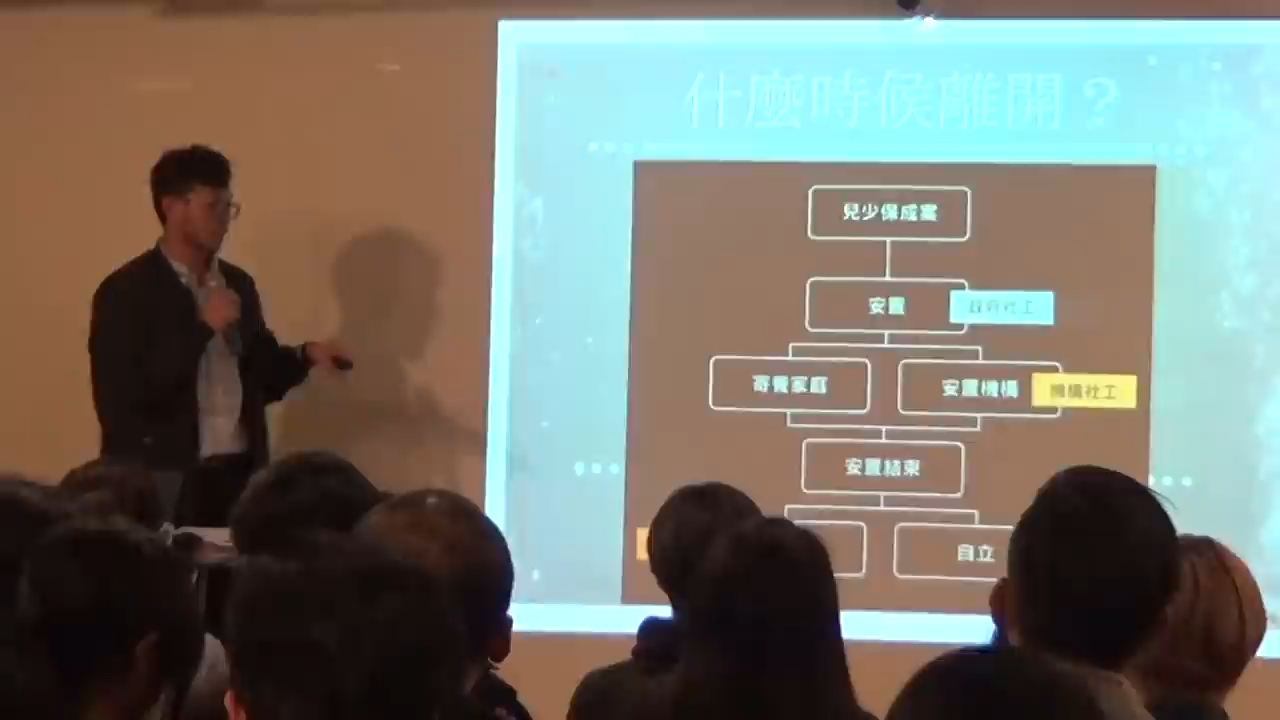 什麼時候離開？
兒少保成案
安置
政府社工
寄養家庭
安置機構
機構社工
安置結束
自立